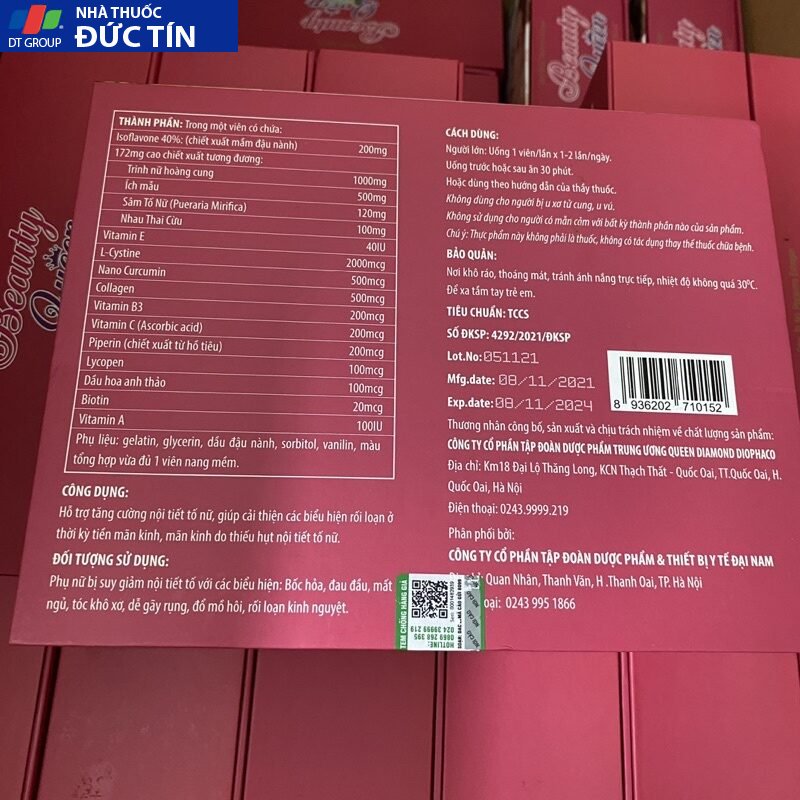 DT GROUP
NHÀ THUỐC
ĐỨC TÍN
Beauty
Queen
Beauty
Queen
Beauty
Queen
THÀNH PHẦN: Trong một viên có chứa:
Isoflavone 40%: (chiết xuất mầm đậu nành) 200mg
172mg cao chiết xuất tương đương:
Trinh nữ hoàng cung 1000mg
Ích mẫu 500mg
Sâm Tố Nữ (Pueraria Mirifica) 120mg
Nhau Thai Cừu 100mg
Vitamin E 40IU
L-Cystine 2000mcg
Nano Curcumin 500mcg
Collagen 500mcg
Vitamin B3 200mcg
Vitamin C (Ascorbic acid) 200mcg
Piperin (chiết xuất từ hồ tiêu) 200mcg
Lycopen 100mcg
Dầu hoa anh thảo 100mcg
Biotin 20mcg
Vitamin A 100IU
Phụ liệu: gelatin, glycerin, dầu đậu nành, sorbitol, vanilin, màu
tổng hợp vừa đủ 1 viên nang mềm.
CÔNG DỤNG:
Hỗ trợ tăng cường nội tiết tố nữ, giúp cải thiện các biểu hiện rối loạn ở
thời kỳ tiền mãn kinh, mãn kinh do thiếu hụt nội tiết tố nữ.
ĐỐI TƯỢNG SỬ DỤNG:
Phụ nữ bị suy giảm nội tiết tố với các biểu hiện: Bốc hỏa, đau đầu, mất
ngủ, tóc khô xơ, dễ gãy rụng, đổ mồ hôi, rối loạn kinh nguyệt.
CÁCH DÙNG:
Người lớn: Uống 1 viên/lần x 1-2 lần/ngày.
Uống trước hoặc sau ăn 30 phút.
Hoặc dùng theo hướng dẫn của thầy thuốc.
Không dùng cho người bị u xơ tử cung, u vú.
Không sử dụng cho người có mẫn cảm với bất kỳ thành phần nào của sản phẩm.
Chú ý: Thực phẩm này không phải là thuốc, không có tác dụng thay thế thuốc chữa bệnh.
BẢO QUẢN:
Nơi khô ráo, thoáng mát, tránh ánh nắng trực tiếp, nhiệt độ không quá 30ºC.
Để xa tầm tay trẻ em.
TIÊU CHUẨN: TCCS
SỐ ĐKSP: 4292/2021/ĐKSP
Lot.No: 051121
Mfg.date: 08/11/2021
Exp.date: 08/11/2024
8 936202 710152
Thương nhân công bố, sản xuất và chịu trách nhiệm về chất lượng sản phẩm:
CÔNG TY CỔ PHẦN TẬP ĐOÀN DƯỢC PHẨM TRUNG ƯƠNG QUEEN DIAMOND DIOPHACO
Địa chỉ: Km18 Đại Lộ Thăng Long, KCN Thạch Thất - Quốc Oai, TT.Quốc Oai, H.
Quốc Oai, Hà Nội
Điện thoại: 0243.9999.219
Phân phối bởi:
CÔNG TY CỔ PHẦN TẬP ĐOÀN DƯỢC PHẨM & THIẾT BỊ Y TẾ ĐẠI NAM
chỉ: Quan Nhân, Thanh Văn, H .Thanh Oai,TP. Hà Nội
oại: 0243 995 1866
TEM CHỐNG HÀNG GIẢ
HOTLINE:
0869 268 395
024 39999 219